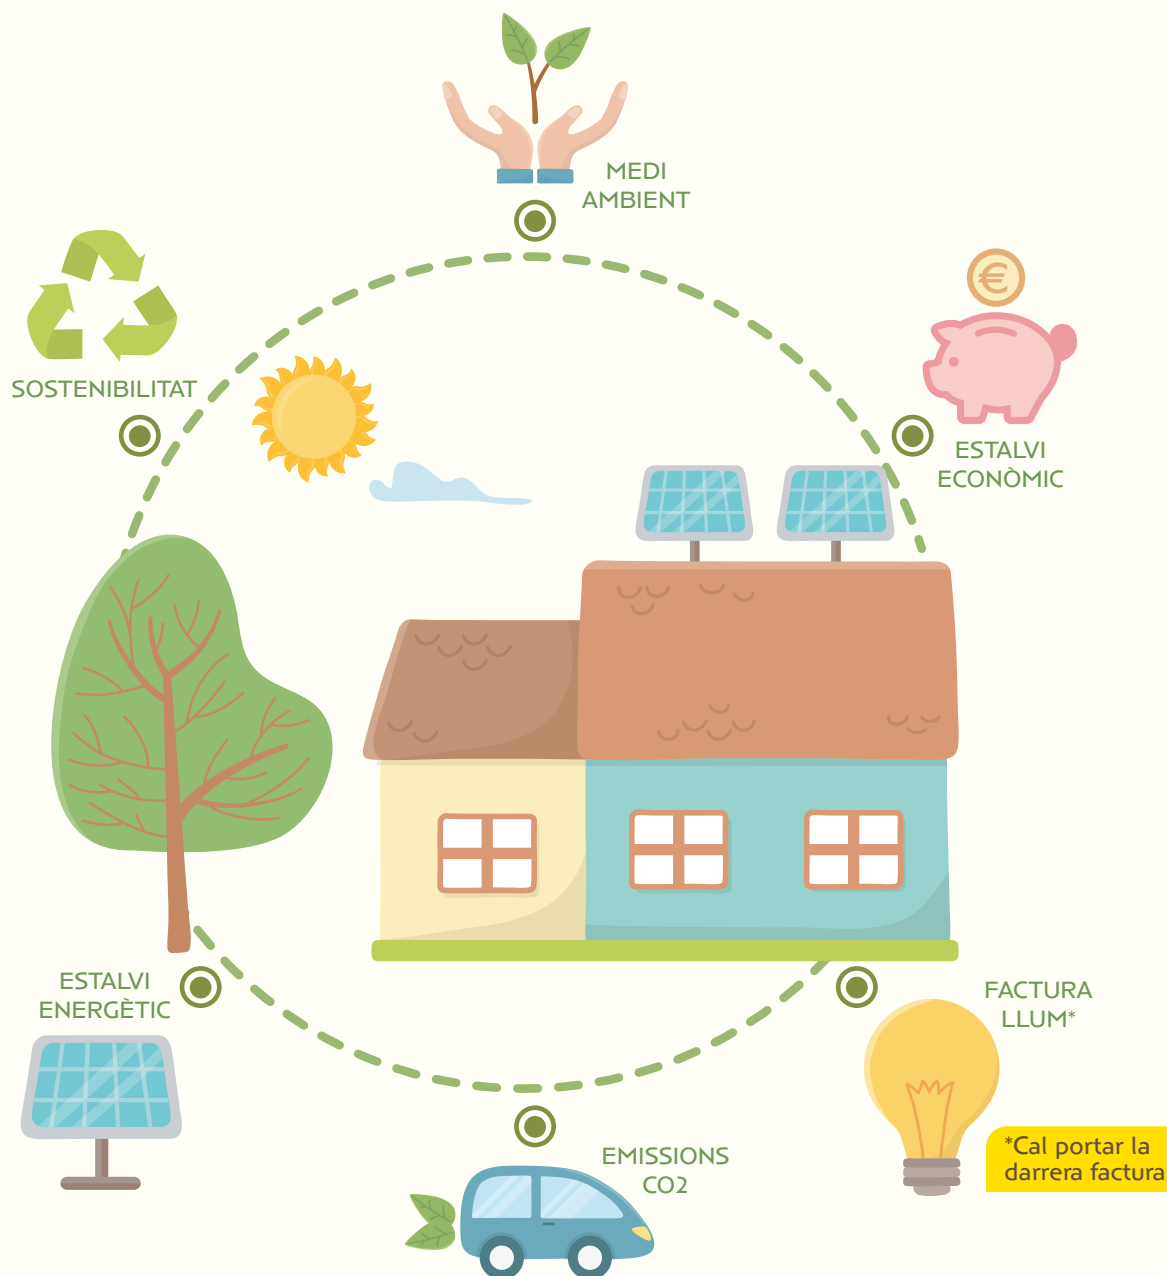 MEDI
AMBIENT
SOSTENIBILITAT
€
ESTALVI
ECONÒMIC
ESTALVI
ENERGÈTIC
FACTURA
LLUM*
EMISSIONS
CO2
*Cal portar la
darrera factura